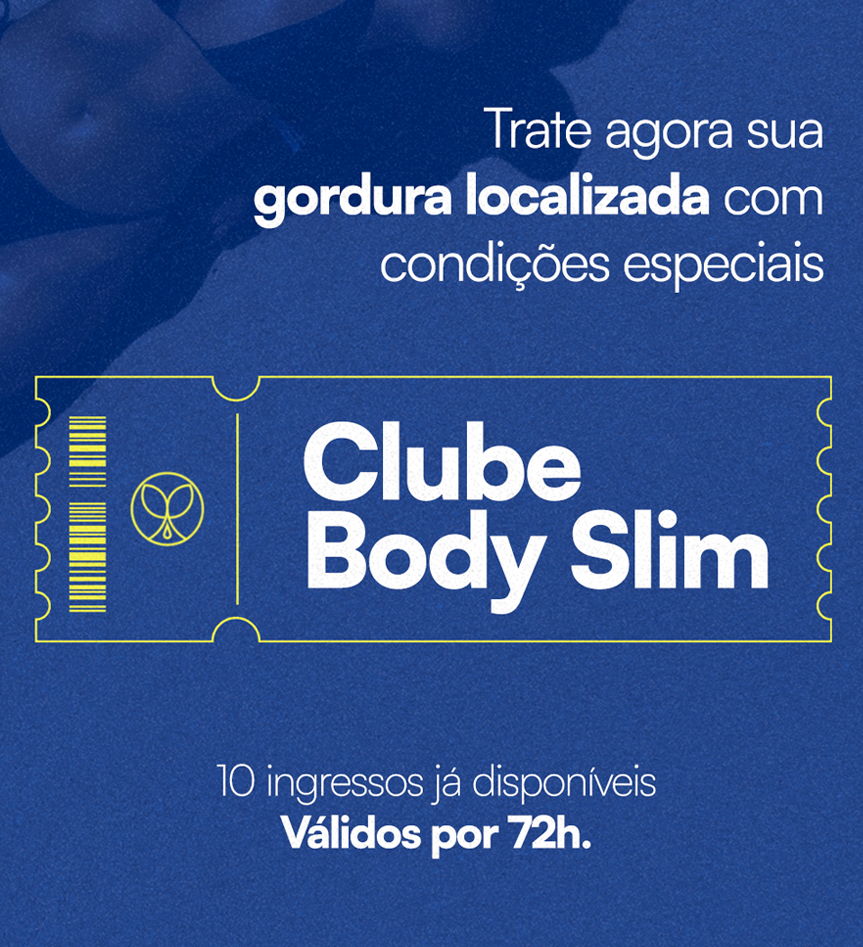 Trate agora sua
gordura localizada com
condições especiais
Clube
Body Slim
10 ingressos já disponíveis
Válidos por 72h.